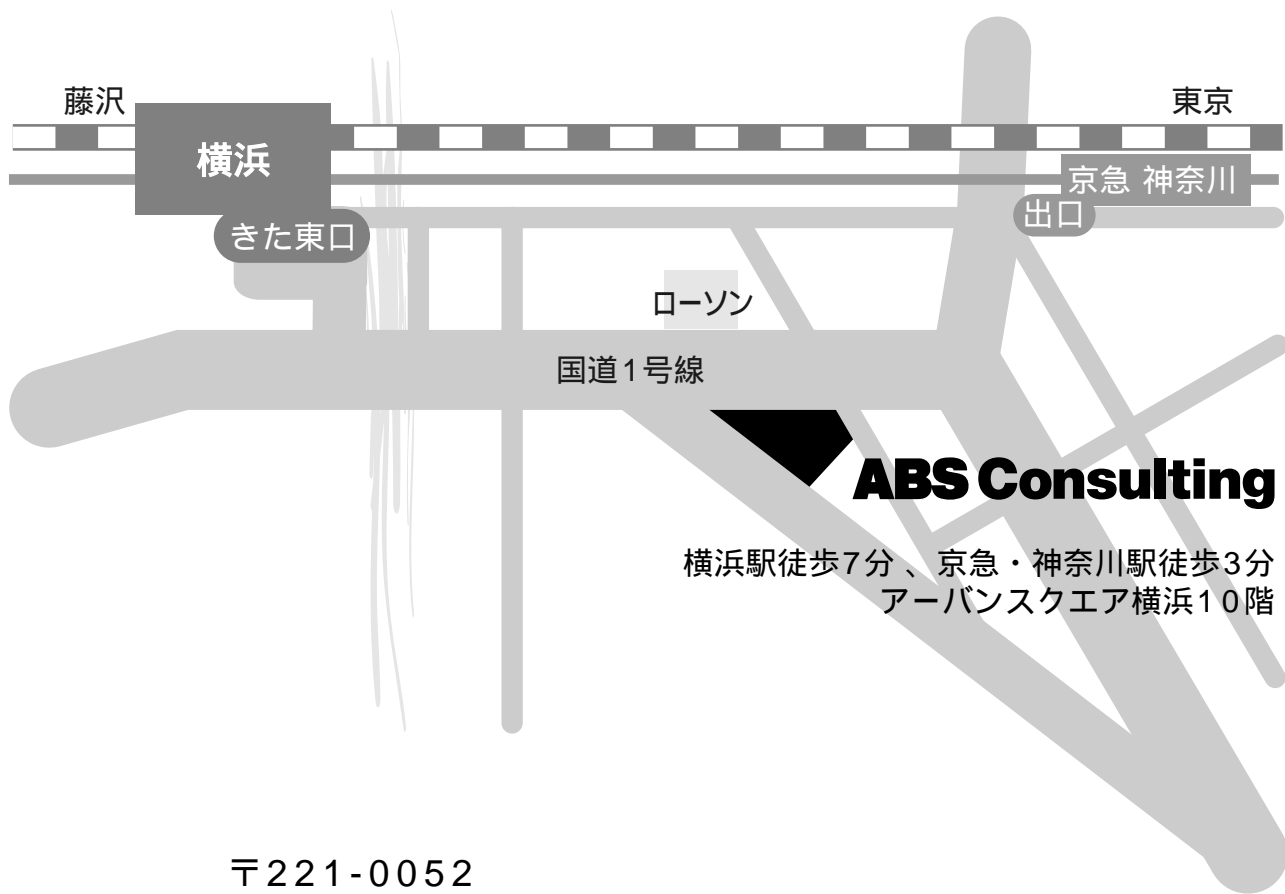 藤沢
東京
横浜
京急 神奈川
出口
きた東口
ローソン
国道1号線
ABS Consulting
横浜駅徒歩7分 、京急・神奈川駅徒歩3分
アーバンスクエア横浜10階
〒221-0052